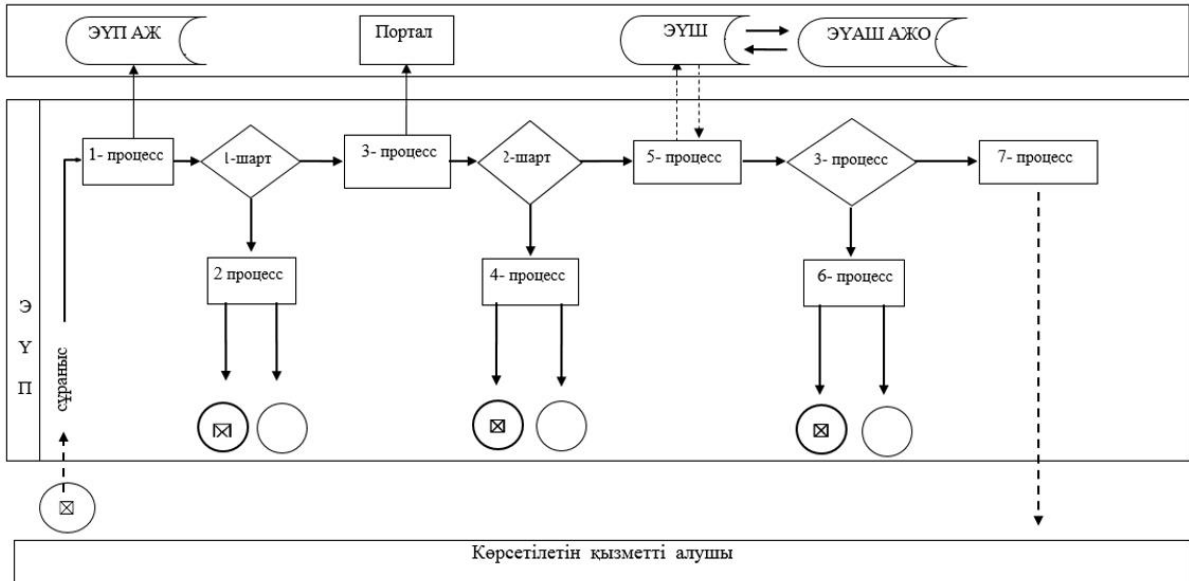 ЭҮП АЖ
Портал
ЭҮШ
ЭҮАШ АЖО
1- процесс
1-шарт
3- процесс
2-шарт
5- процесс
3- процесс
7- процесс
2 процесс
4- процесс
6- процесс
Э
Ү
П
сұраныс
Көрсетілетін қызметті алушы